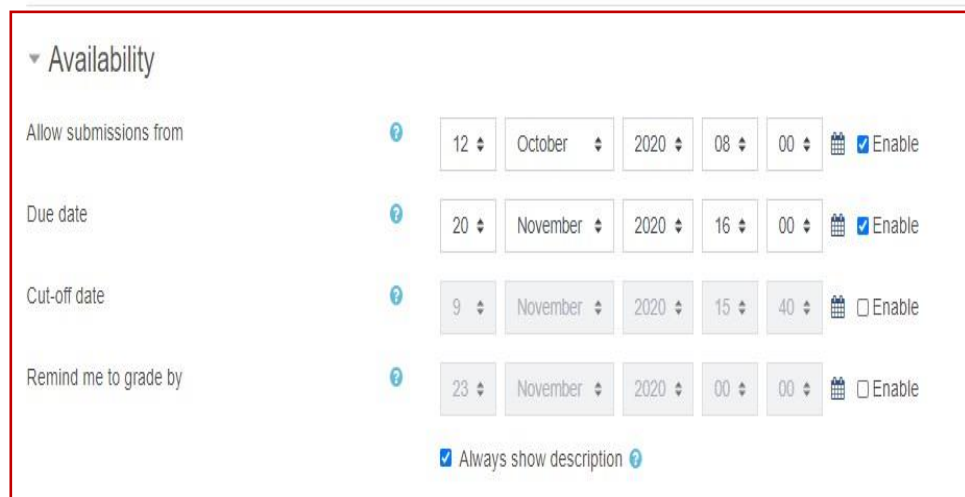 Availability
Allow submissions from ? 12 October 2020 08 00 Enable
Due date ? 20 November 2020 16 00 Enable
Cut-off date ? 9 November 2020 15 40 Enable
Remind me to grade by ? 23 November 2020 00 00 Enable
Always show description ?